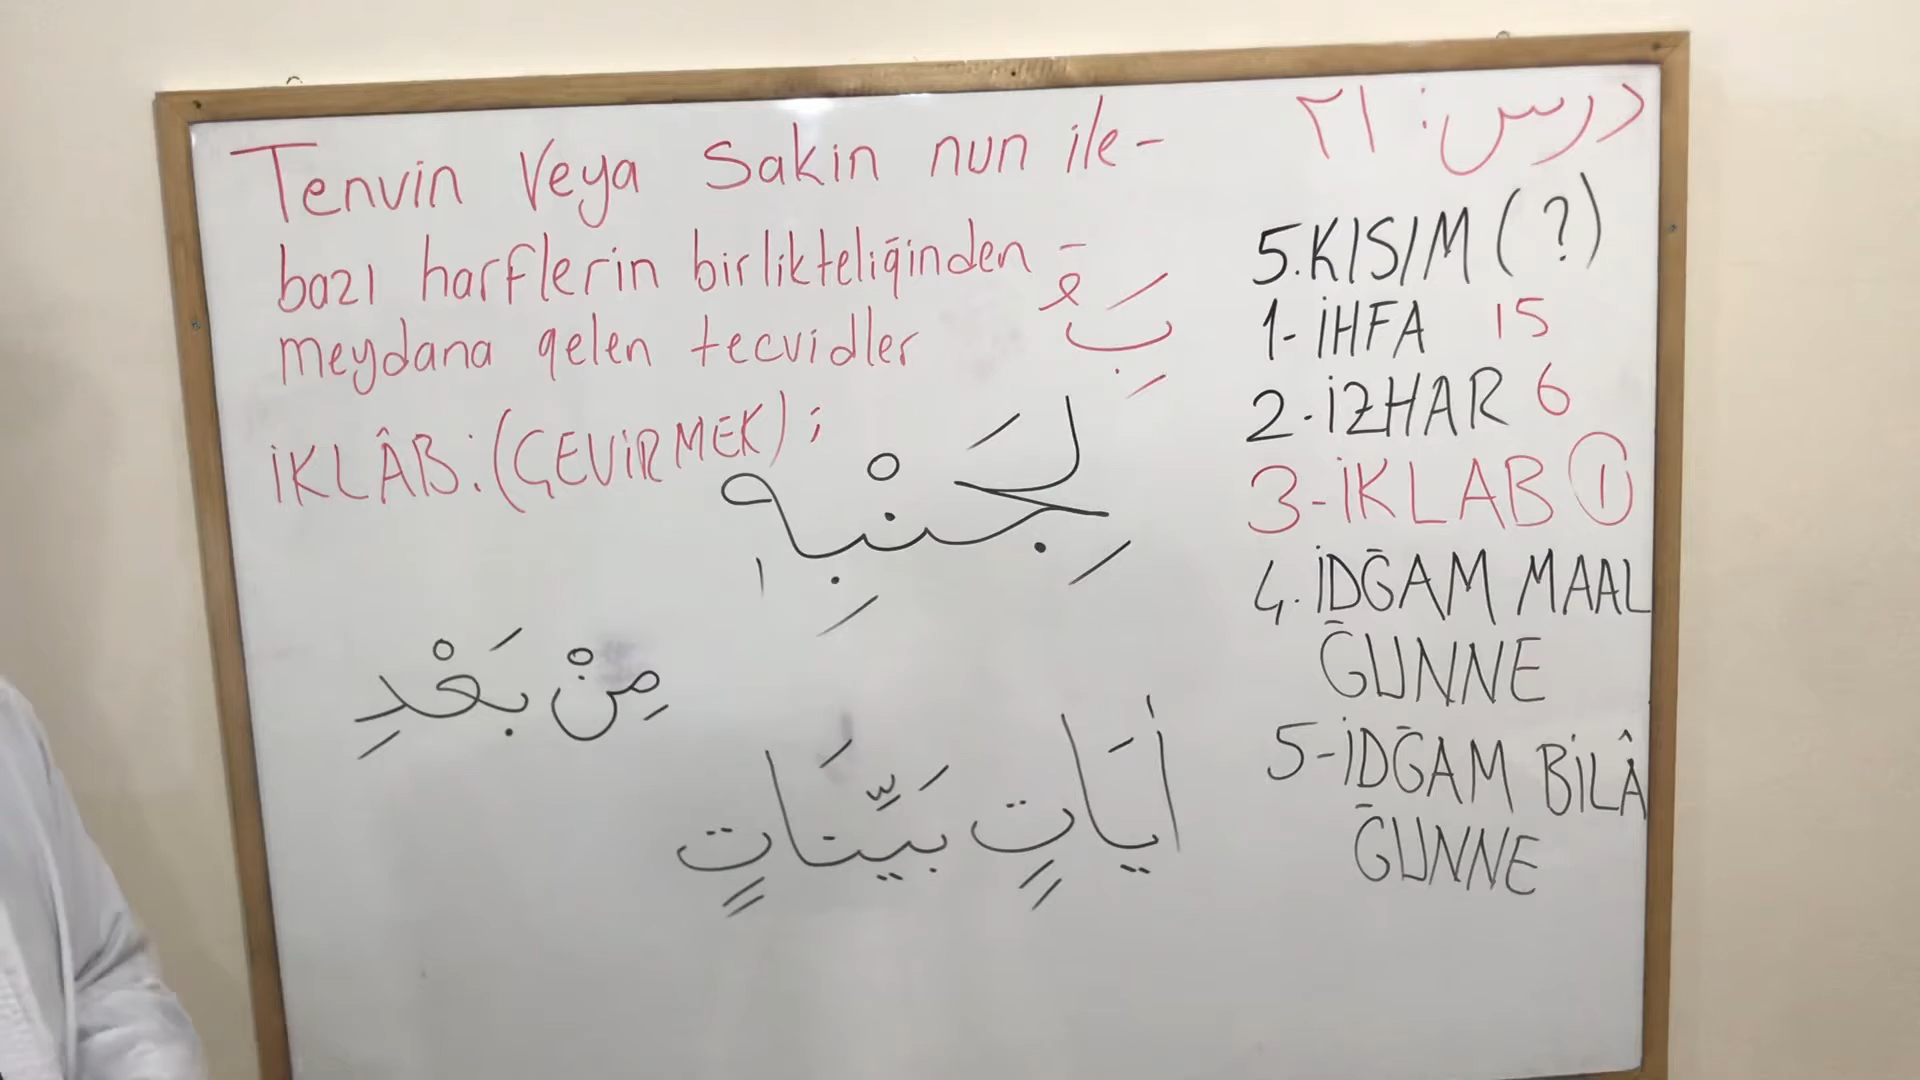 Tenvin Veya Sakin nun ile-
bazı harflerin birlikteliğinden -
meydana gelen tecvidler
بَِـُ
İKLÂB: (ÇEVİRMEK) ;
لِجَنْبِه۪
مِنْ بَعْدِ
اٰيَاتٍ بَيِّنَاتٍ
درس: ٢١
5.KISIM (?)
1- İHFA 15
2- İZHAR 6
3- İKLAB 1
4. İDĞAM MAAL
ĞUNNE
5- İDĞAM BİLÂ
ĞUNNE